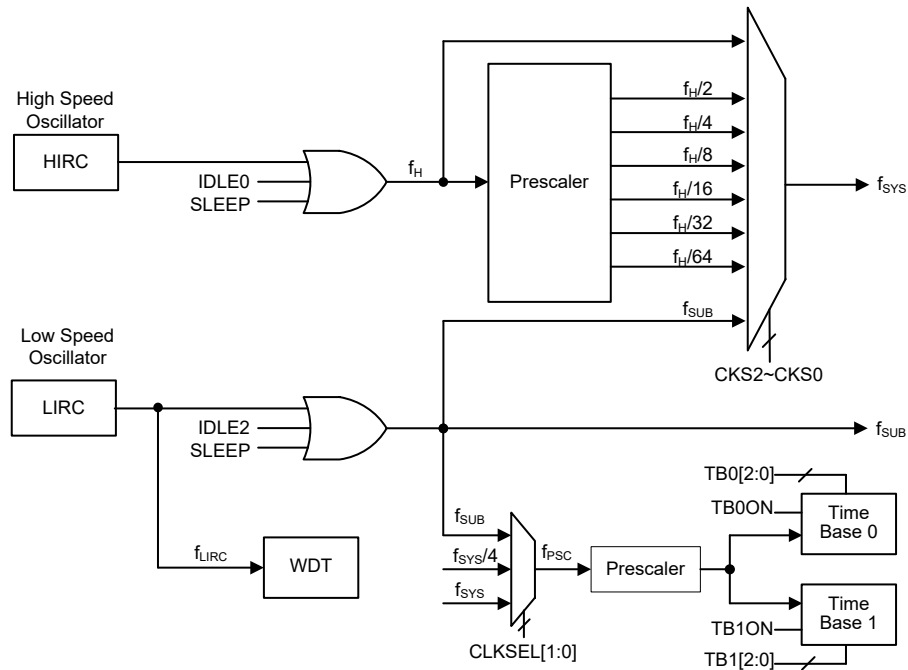 High Speed
Oscillator
HIRC
IDLE0
SLEEP
fH
Prescaler
fH/2
fH/4
fH/8
fH/16
fH/32
fH/64
fSUB
CKS2~CKS0
fSYS
Low Speed
Oscillator
LIRC
IDLE2
SLEEP
fSUB
fLIRC
WDT
fSUB
fSYS/4
fSYS
CLKSEL[1:0]
fPSC
Prescaler
TB0[2:0]
TB0ON
Time
Base 0
Time
Base 1
TB1ON
TB1[2:0]